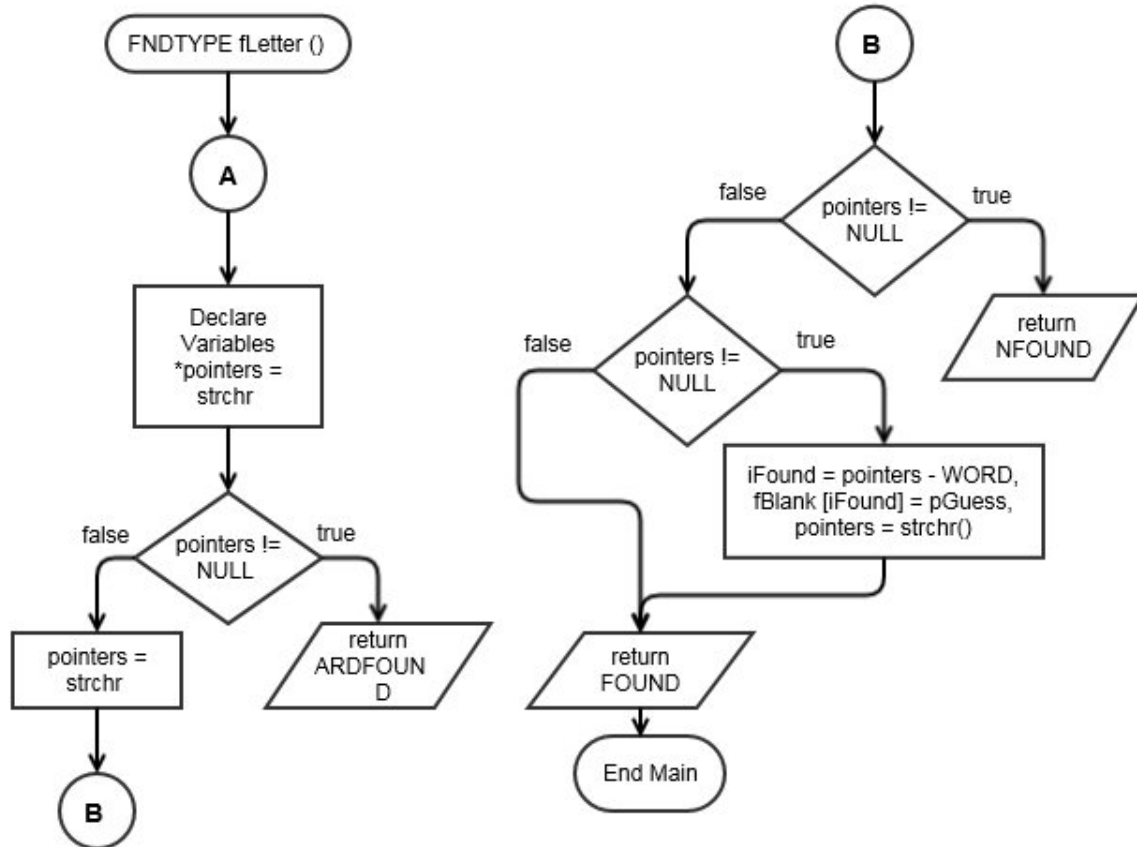 FNDTYPE fLetter ()
A
Declare
Variables
*pointers =
strchr
false
true
pointers !=
NULL
pointers =
strchr
return
ARDFOUN
D
B
B
false
true
pointers !=
NULL
return
NFOUND
false
true
pointers !=
NULL
iFound = pointers - WORD,
fBlank [iFound] = pGuess,
pointers = strchr()
return
FOUND
End Main